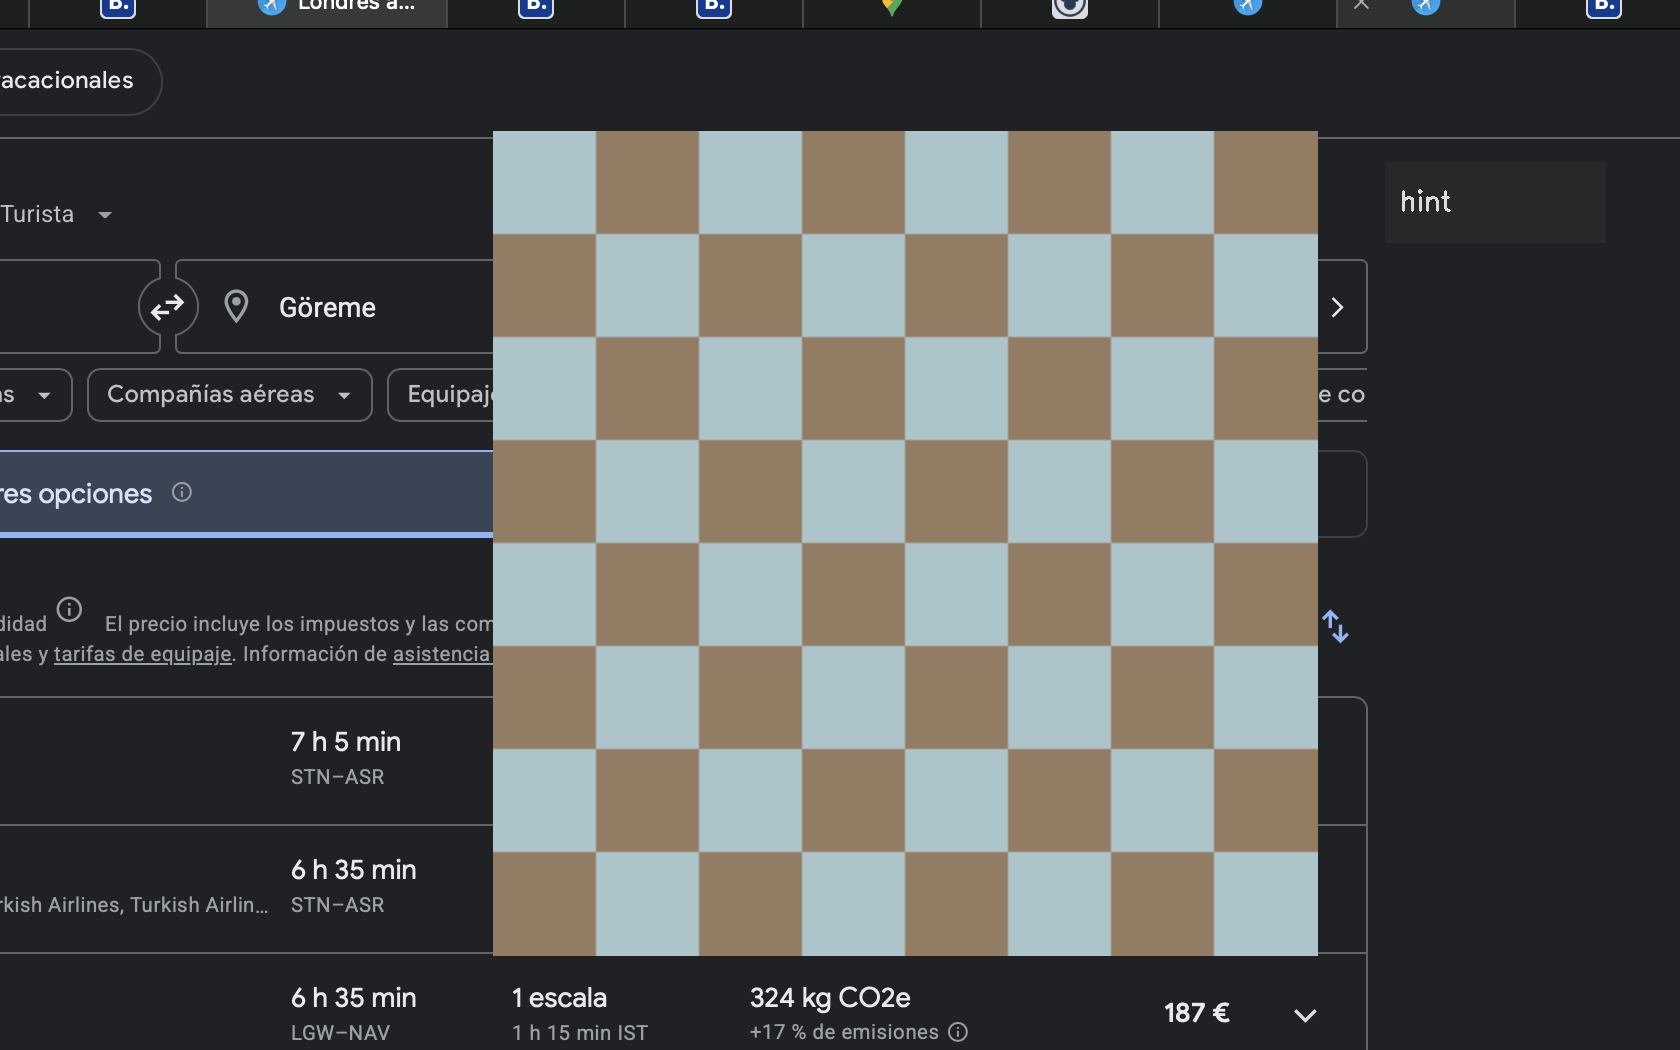 B.
Londres a...
B.
B.
B.
acacionales
hint
Turista
Göreme
as
Compañías aéreas
Equipaje
e co
res opciones
didad
El precio incluye los impuestos y las com
ales y tarifas de equipaje. Información de asistencia
7 h 5 min
STN–ASR
6 h 35 min
rkish Airlines, Turkish Airlin...
STN–ASR
6 h 35 min
1 escala
324 kg CO2e
187 €
LGW–NAV
1 h 15 min IST
+17 % de emisiones